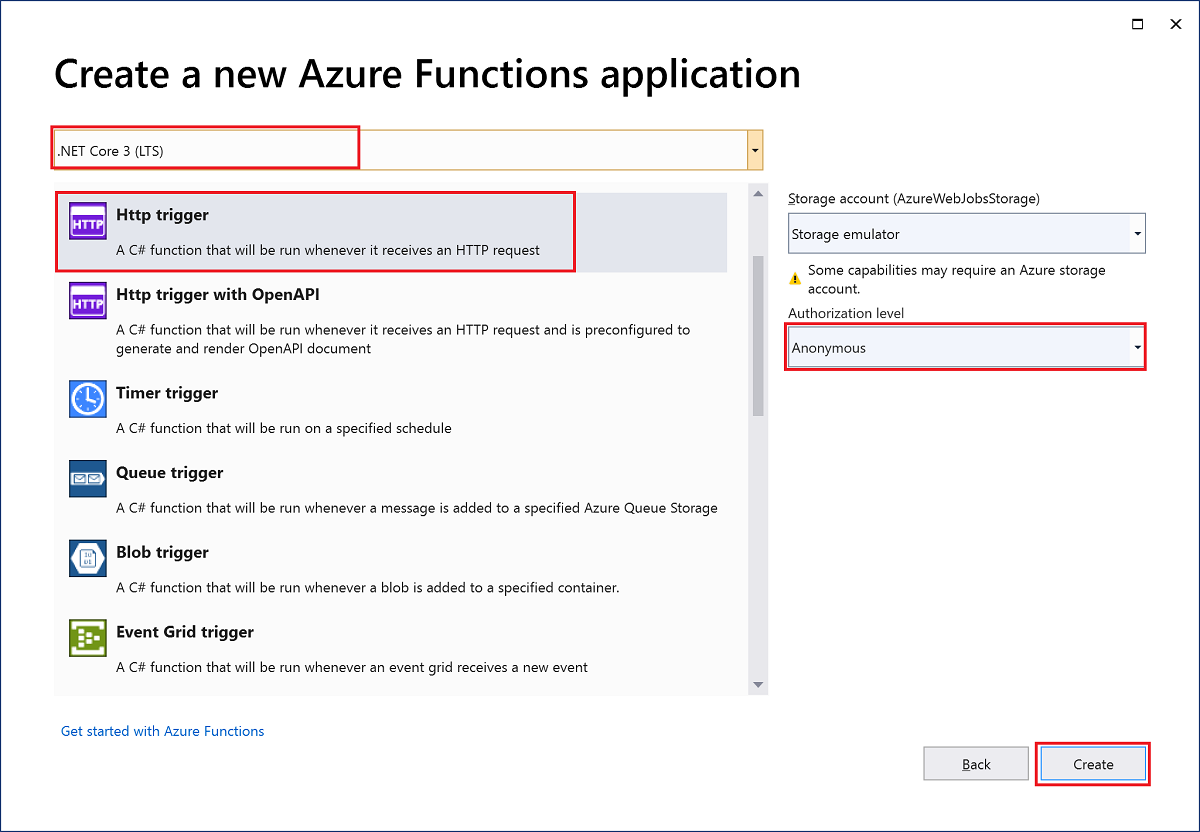 Create a new Azure Functions application
.NET Core 3 (LTS)
HTTP
Http trigger
A C# function that will be run whenever it receives an HTTP request
HTTP
Http trigger with OpenAPI
A C# function that will be run whenever it receives an HTTP request and is preconfigured to
generate and render OpenAPI document
Timer trigger
A C# function that will be run on a specified schedule
Queue trigger
A C# function that will be run whenever a message is added to a specified Azure Queue Storage
Blob trigger
A C# function that will be run whenever a blob is added to a specified container.
Event Grid trigger
A C# function that will be run whenever an event grid receives a new event
Storage account (AzureWebJobsStorage)
Storage emulator
Some capabilities may require an Azure storage
account.
Authorization level
Anonymous
Get started with Azure Functions
Back
Create